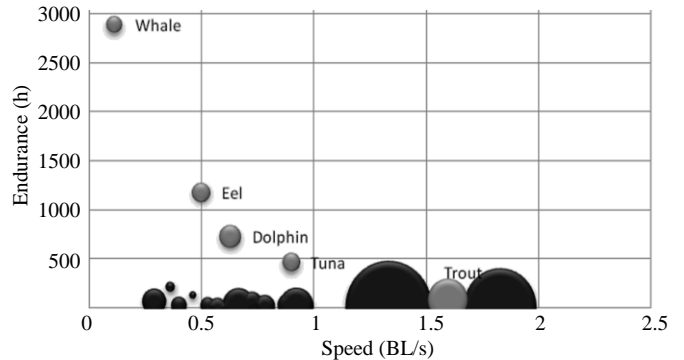 3000
Whale
2500
2000
1500
Eel
1000
Dolphin
500
Tuna
Trout
0 0.5 1 1.5 2 2.5
Speed (BL/s)
Endurance (h)